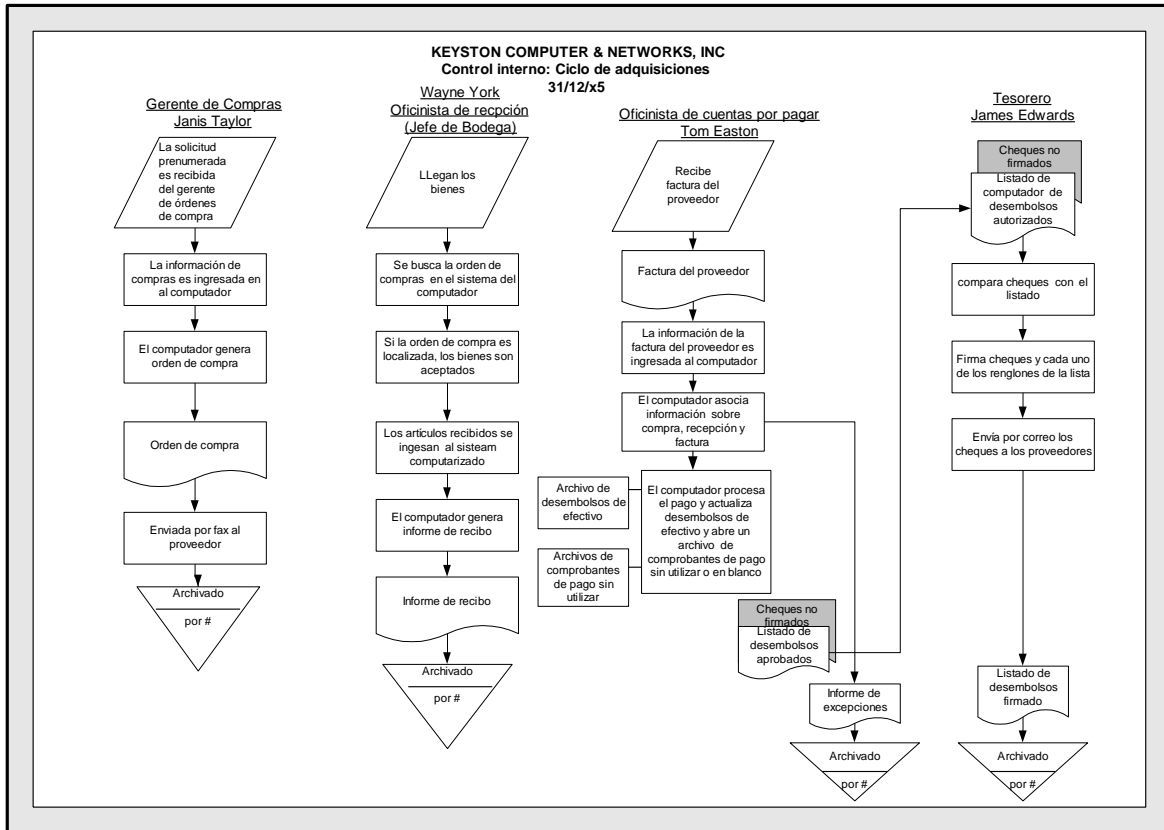 KEYSTON COMPUTER & NETWORKS, INC
Control interno: Ciclo de adquisiciones
31/12/x5
Gerente de Compras
Janis Taylor
La solicitud
prenumerada
es recibida
del gerente
de órdenes
de compra
La información de
compras es ingresada en
al computador
El computador genera
orden de compra
Orden de compra
Enviada por fax al
proveedor
Archivado
por #
Wayne York
Oficinista de recpción
(Jefe de Bodega)
LLegan los
bienes
Se busca la orden de
compras en el sistema del
computador
Si la orden de compra es
localizada, los bienes son
aceptados
Los artículos recibidos se
ingesan al sisteam
computarizado
El computador genera
informe de recibo
Informe de recibo
Archivado
por #
Oficinista de cuentas por pagar
Tom Easton
Recibe
factura del
proveedor
Factura del proveedor
La información de la
factura del proveedor es
ingresada al computador
El computador asocia
información sobre
compra, recepción y
factura
Archivo de
desembolsos de
efectivo
Archivos de
comprobantes
de pago sin
utilizar
El computador procesa
el pago y actualiza
desembolsos de
efectivo y abre un
archivo de
comprobantes de pago
sin utilizar o en blanco
Cheques no
firmados
Listado de
desembolsos
aprobados
Informe de
excepciones
Archivado
por #
Tesorero
James Edwards
Cheques no
firmados
Listado de
computador de
desembolsos
autorizados
compara cheques con el
listado
Firma cheques y cada uno
de los renglones de la lista
Envía por correo los
cheques a los proveedores
Listado de
desembolsos
firmado
Archivado
por #